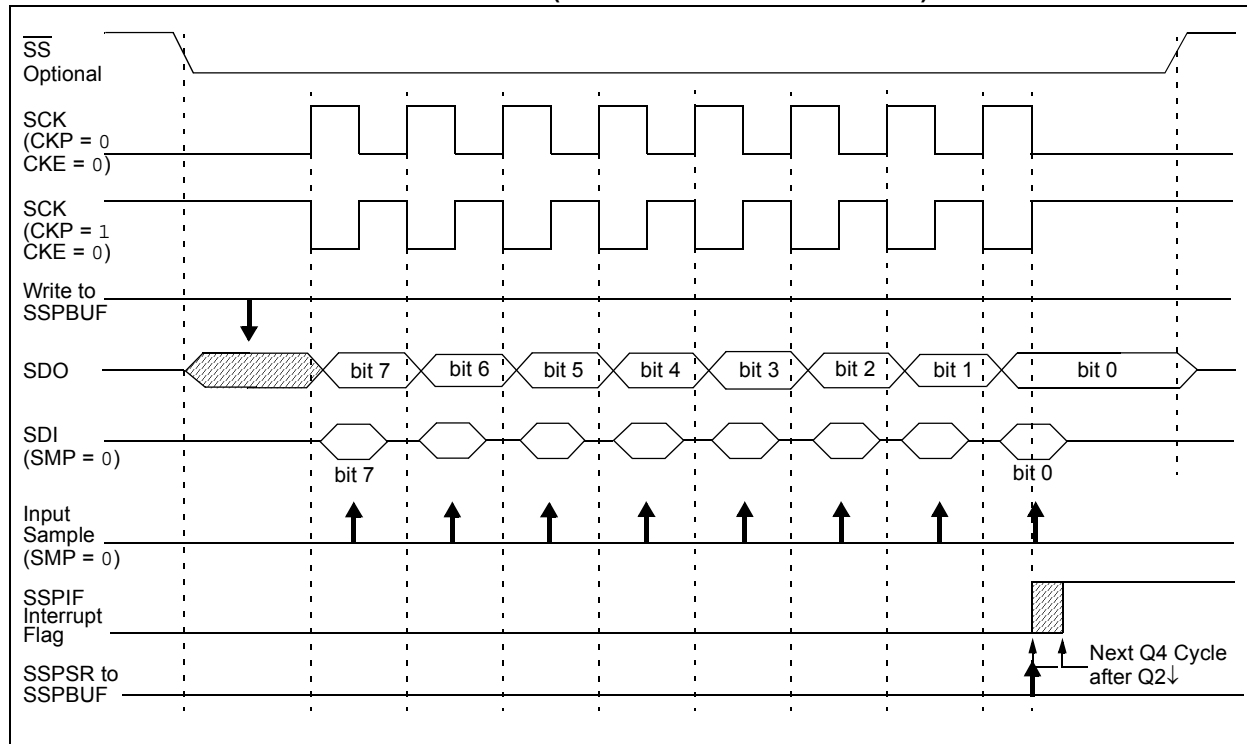 SS
Optional
SCK
(CKP = 0
CKE = 0)
SCK
(CKP = 1
CKE = 0)
Write to
SSPBUF
SDO
bit 7 bit 6 bit 5 bit 4 bit 3 bit 2 bit 1 bit 0
SDI
(SMP = 0)
bit 7 bit 0
Input
Sample
(SMP = 0)
SSPIF
Interrupt
Flag
Next Q4 Cycle
after Q2↓
SSPSR to
SSPBUF